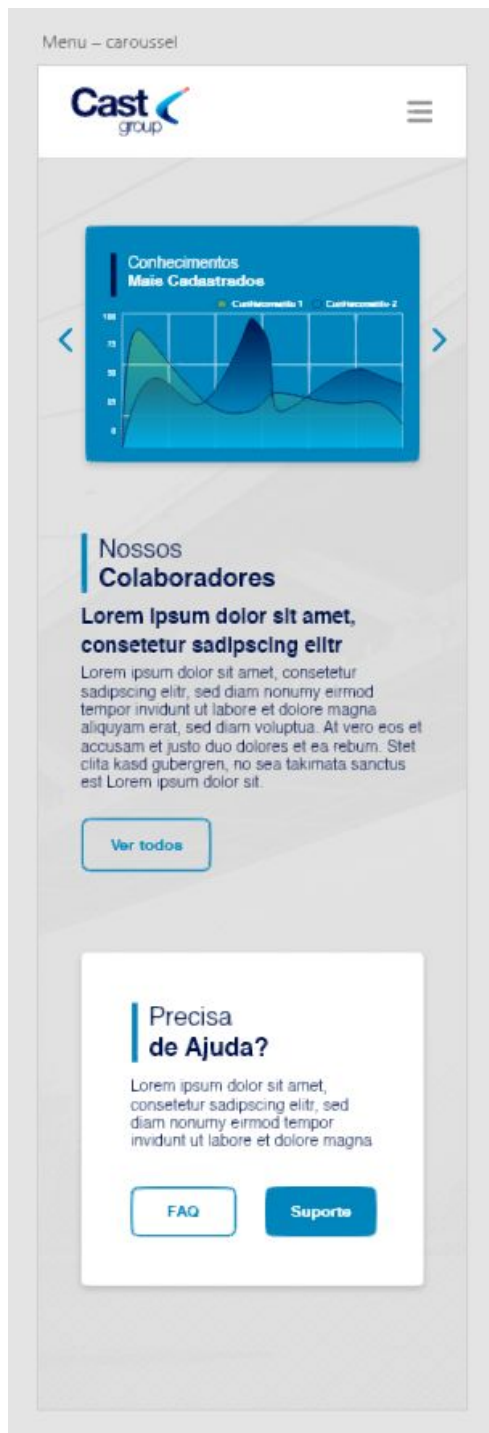 Menu – caroussel
Cast
group
Conhecimentos
Mais Cadastrados
Conhecimento 1 Conhecimento 2
100
75
50
25
0
Nossos
Colaboradores
Lorem ipsum dolor sit amet,
consetetur sadipscing elitr
Lorem ipsum dolor sit amet, consetetur
sadipscing elitr, sed diam nonumy eirmod
tempor invidunt ut labore et dolore magna
aliquyam erat, sed diam voluptua. At vero eos et
accusam et justo duo dolores et ea rebum. Stet
clita kasd gubergren, no sea takimata sanctus
est Lorem ipsum dolor sit.
Ver todos
Precisa
de Ajuda?
Lorem ipsum dolor sit amet,
consetetur sadipscing elitr, sed
diam nonumy eirmod tempor
invidunt ut labore et dolore magna
FAQ Suporte